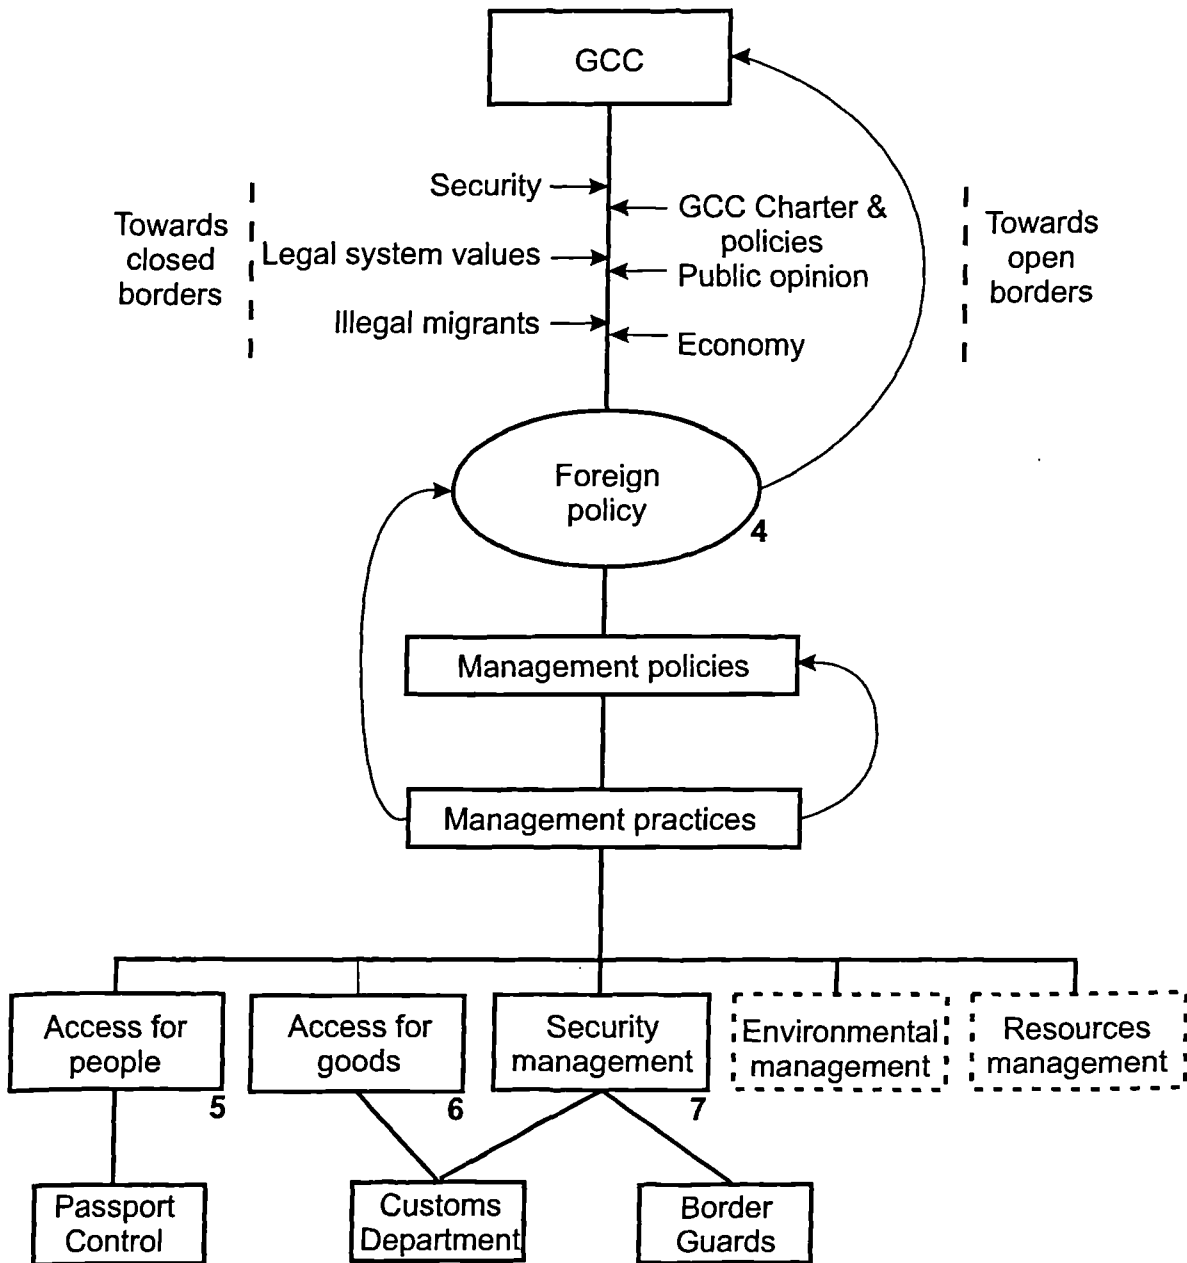 GCC
Security
GCC Charter &
policies
Towards
closed
borders
Legal system values
Public opinion
Towards
open
borders
Illegal migrants
Economy
Foreign
policy
4
Management policies
Management practices
Access for
people
5
Access for
goods
6
Security
management
7
Environmental
management
Resources
management
Passport
Control
Customs
Department
Border
Guards